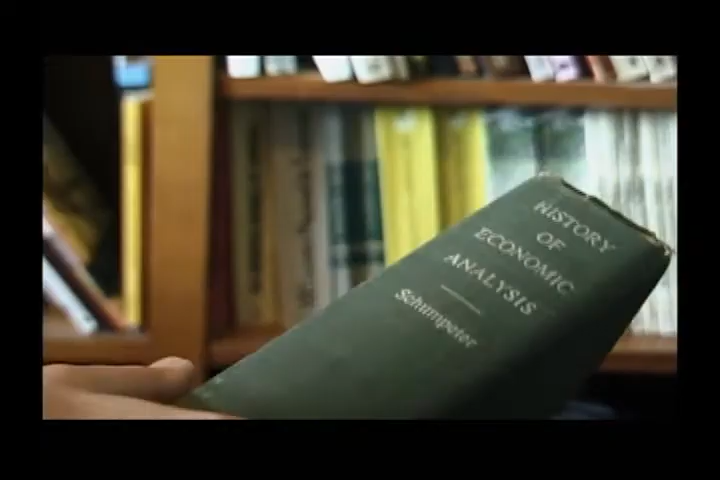 HISTORY
OF
ECONOMIC
ANALYSIS
Schumpeter